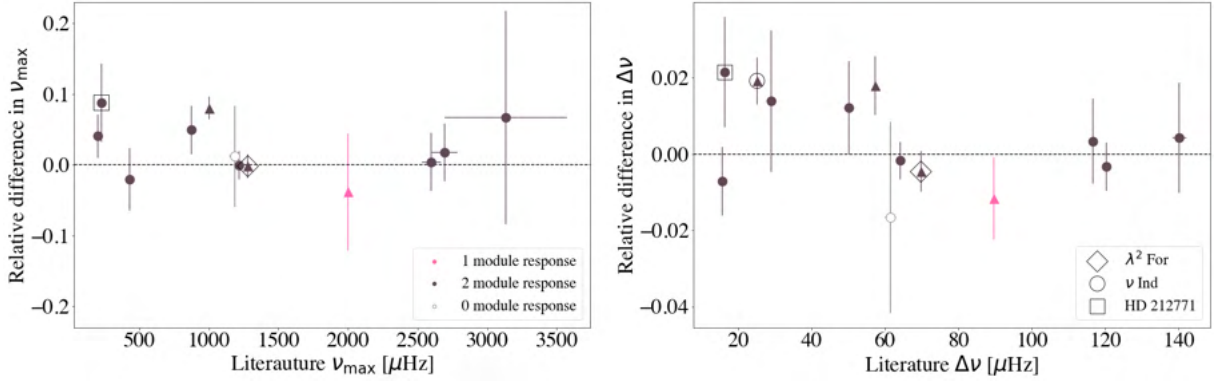 Relative difference in ν_max
0.2
0.1
0.0
−0.1
−0.2
1 module response
2 module response
0 module response
500 1000 1500 2000 2500 3000 3500
Literauture ν_max [μHz]
Relative difference in Δν
0.02
0.00
−0.02
−0.04
λ² For
ν Ind
HD 212771
20 40 60 80 100 120 140
Literature Δν [μHz]